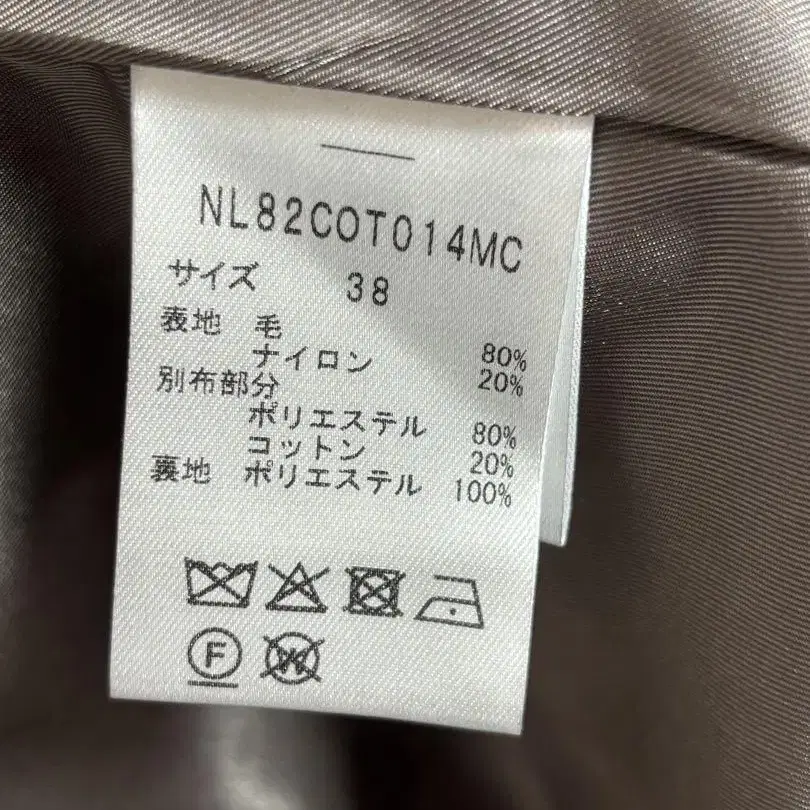 NL82COT014MC
サイズ 38
表地 毛 80%
ナイロン 20%
別布部分
ポリエステル 80%
コットン 20%
裏地 ポリエステル 100%
F W